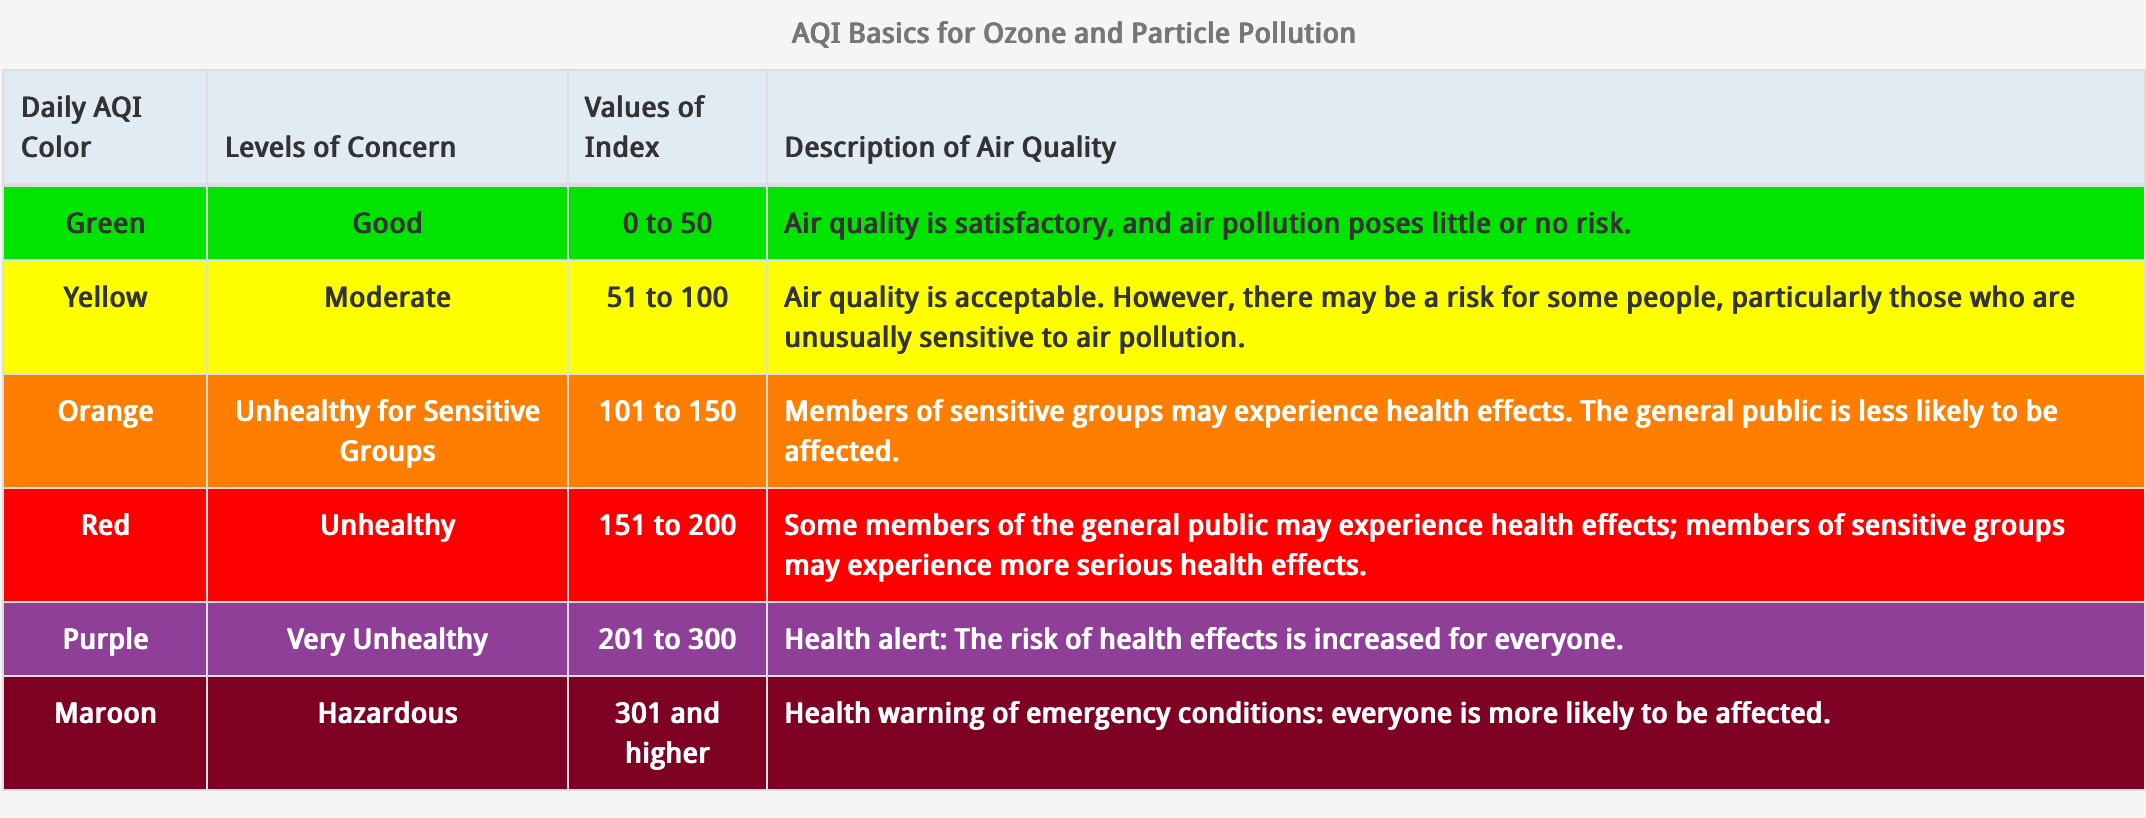 AQI Basics for Ozone and Particle Pollution
Daily AQI
Color
Levels of Concern
Values of
Index
Description of Air Quality
Green
Good
0 to 50
Air quality is satisfactory, and air pollution poses little or no risk.
Yellow
Moderate
51 to 100
Air quality is acceptable. However, there may be a risk for some people, particularly those who are
unusually sensitive to air pollution.
Orange
Unhealthy for Sensitive
Groups
101 to 150
Members of sensitive groups may experience health effects. The general public is less likely to be
affected.
Red
Unhealthy
151 to 200
Some members of the general public may experience health effects; members of sensitive groups
may experience more serious health effects.
Purple
Very Unhealthy
201 to 300
Health alert: The risk of health effects is increased for everyone.
Maroon
Hazardous
301 and
higher
Health warning of emergency conditions: everyone is more likely to be affected.